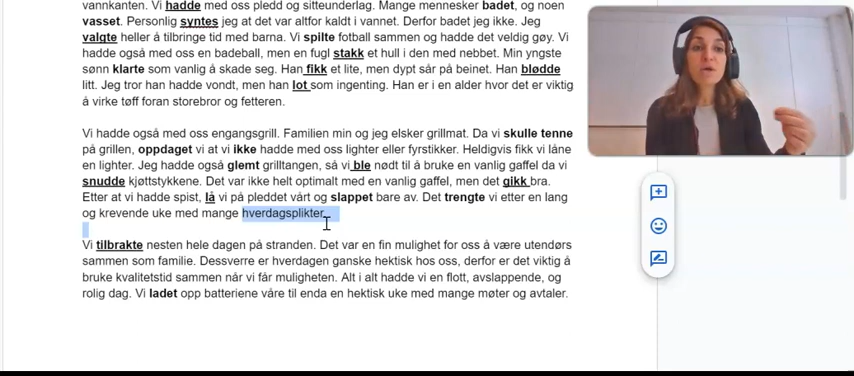 vannkanten. Vi hadde med oss pledd og sitteunderlag. Mange mennesker badet, og noen
vasset. Personlig syntes jeg at det var altfor kaldt i vannet. Derfor badet jeg ikke. Jeg
valgte heller å tilbringe tid med barna. Vi spilte fotball sammen og hadde det veldig gøy. Vi
hadde også med oss en badeball, men en fugl stakk et hull i den med nebbet. Min yngste
sønn klarte som vanlig å skade seg. Han fikk et lite, men dypt sår på beinet. Han blødde
litt. Jeg tror han hadde vondt, men han lot som ingenting. Han er i en alder hvor det er viktig
å virke tøff foran storebror og fetteren.
Vi hadde også med oss engangsgrill. Familien min og jeg elsker grillmat. Da vi skulle tenne
på grillen, oppdaget vi at vi ikke hadde med oss lighter eller fyrstikker. Heldigvis fikk vi låne
en lighter. Jeg hadde også glemt grilltangen, så vi ble nødt til å bruke en vanlig gaffel da vi
snudde kjøttstykkene. Det var ikke helt optimalt med en vanlig gaffel, men det gikk bra.
Etter at vi hadde spist, lå vi på pleddet vårt og slappet bare av. Det trengte vi etter en lang
og krevende uke med mange hverdagsplikter.
Vi tilbrakte nesten hele dagen på stranden. Det var en fin mulighet for oss å være utendørs
sammen som familie. Dessverre er hverdagen ganske hektisk hos oss, derfor er det viktig å
bruke kvalitetstid sammen når vi får muligheten. Alt i alt hadde vi en flott, avslappende, og
rolig dag. Vi ladet opp batteriene våre til enda en hektisk uke med mange møter og avtaler.